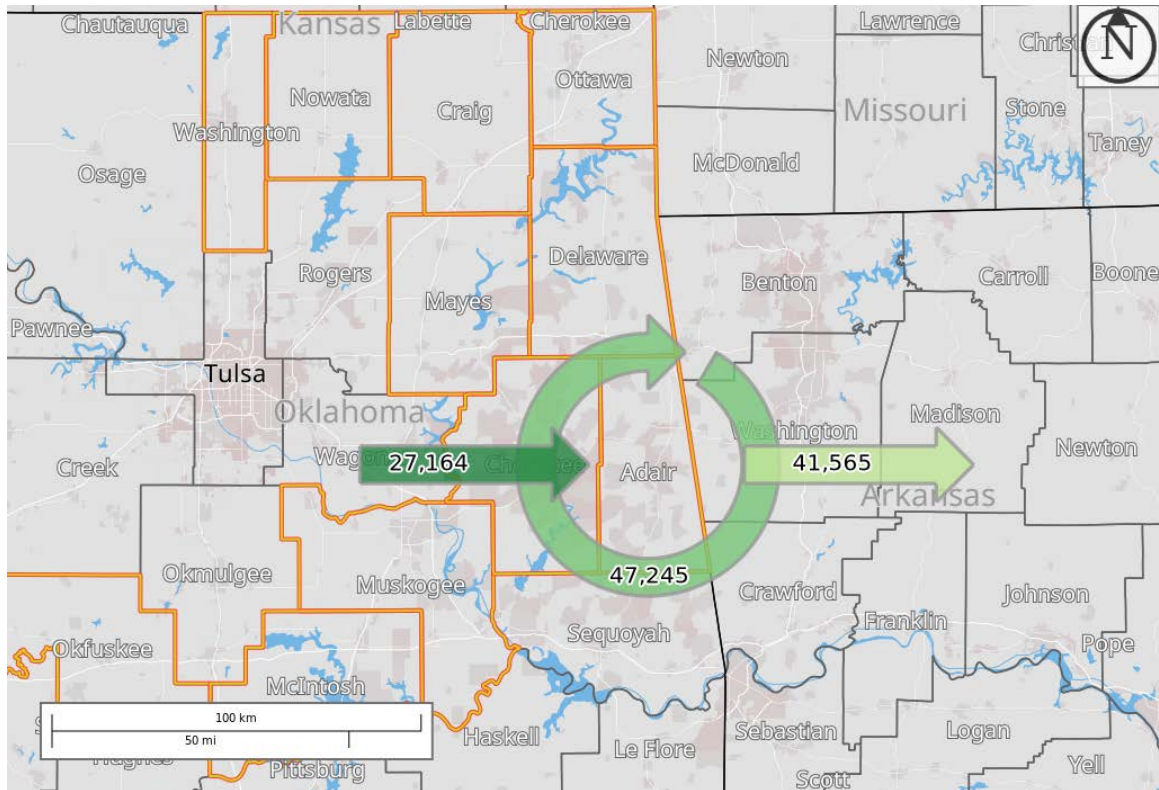 Chautauqua
Kansas
Labette
Cherokee
Lawrence
N
Newton
Christian
Ottawa
Nowata
Craig
Missouri
Stone
Washington
Taney
McDonald
Osage
Delaware
Rogers
Benton
Carroll
Boone
Mayes
Pawnee
Tulsa
Oklahoma
Madison
Washington
Newton
27,164
41,565
Creek
Cherokee
Adair
Arkansas
Okmulgee
47,245
Muskogee
Crawford
Johnson
Franklin
Sequoyah
Okfuskee
Pope
McIntosh
100 km
50 mi
Haskell
Le Flore
Sebastian
Logan
Hughes
Pittsburg
Scott
Yell